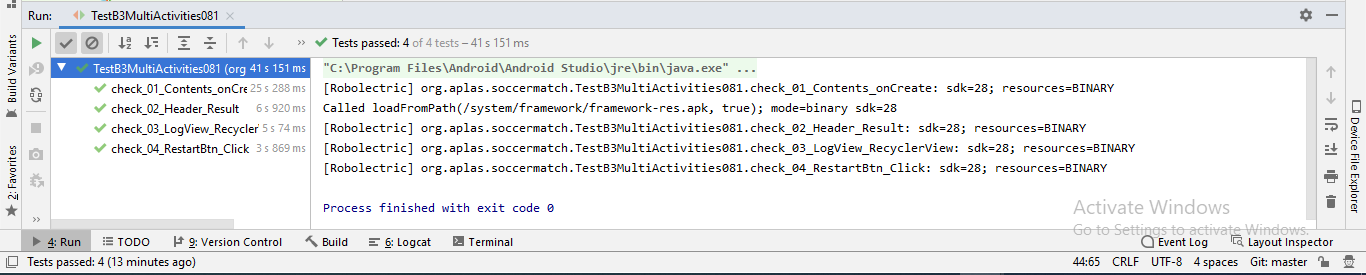 Run: TestB3MultiActivities081
Tests passed: 4 of 4 tests – 41 s 151 ms
TestB3MultiActivities081 (org 41 s 151 ms
check_01_Contents_onCre 25 s 288 ms
check_02_Header_Result 6 s 920 ms
check_03_LogView_Recycler 5 s 74 ms
check_04_RestartBtn_Click 3 s 869 ms
"C:\Program Files\Android\Android Studio\jre\bin\java.exe" ...
[Robolectric] org.aplas.soccermatch.TestB3MultiActivities081.check_01_Contents_onCreate: sdk=28; resources=BINARY
Called loadFromPath(/system/framework/framework-res.apk, true); mode=binary sdk=28
[Robolectric] org.aplas.soccermatch.TestB3MultiActivities081.check_02_Header_Result: sdk=28; resources=BINARY
[Robolectric] org.aplas.soccermatch.TestB3MultiActivities081.check_03_LogView_RecyclerView: sdk=28; resources=BINARY
[Robolectric] org.aplas.soccermatch.TestB3MultiActivities081.check_04_RestartBtn_Click: sdk=28; resources=BINARY
Process finished with exit code 0
Build Variants
2: Favorites
Device File Explorer
Activate Windows
Go to Settings to activate Windows.
4: Run TODO 9: Version Control Build 6: Logcat Terminal Event Log Layout Inspector
Tests passed: 4 (13 minutes ago) 44:65 CRLF UTF-8 4 spaces Git: master